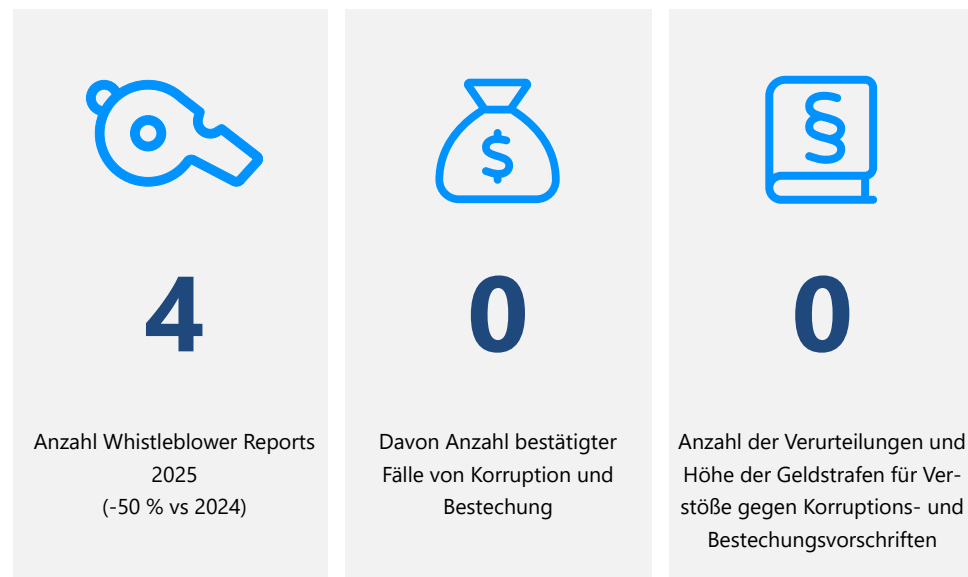 4
Anzahl Whistleblower Reports
2025
(-50 % vs 2024)
$
0
Davon Anzahl bestätigter
Fälle von Korruption und
Bestechung
§
0
Anzahl der Verurteilungen und
Höhe der Geldstrafen für Ver-
stöße gegen Korruptions- und
Bestechungsvorschriften